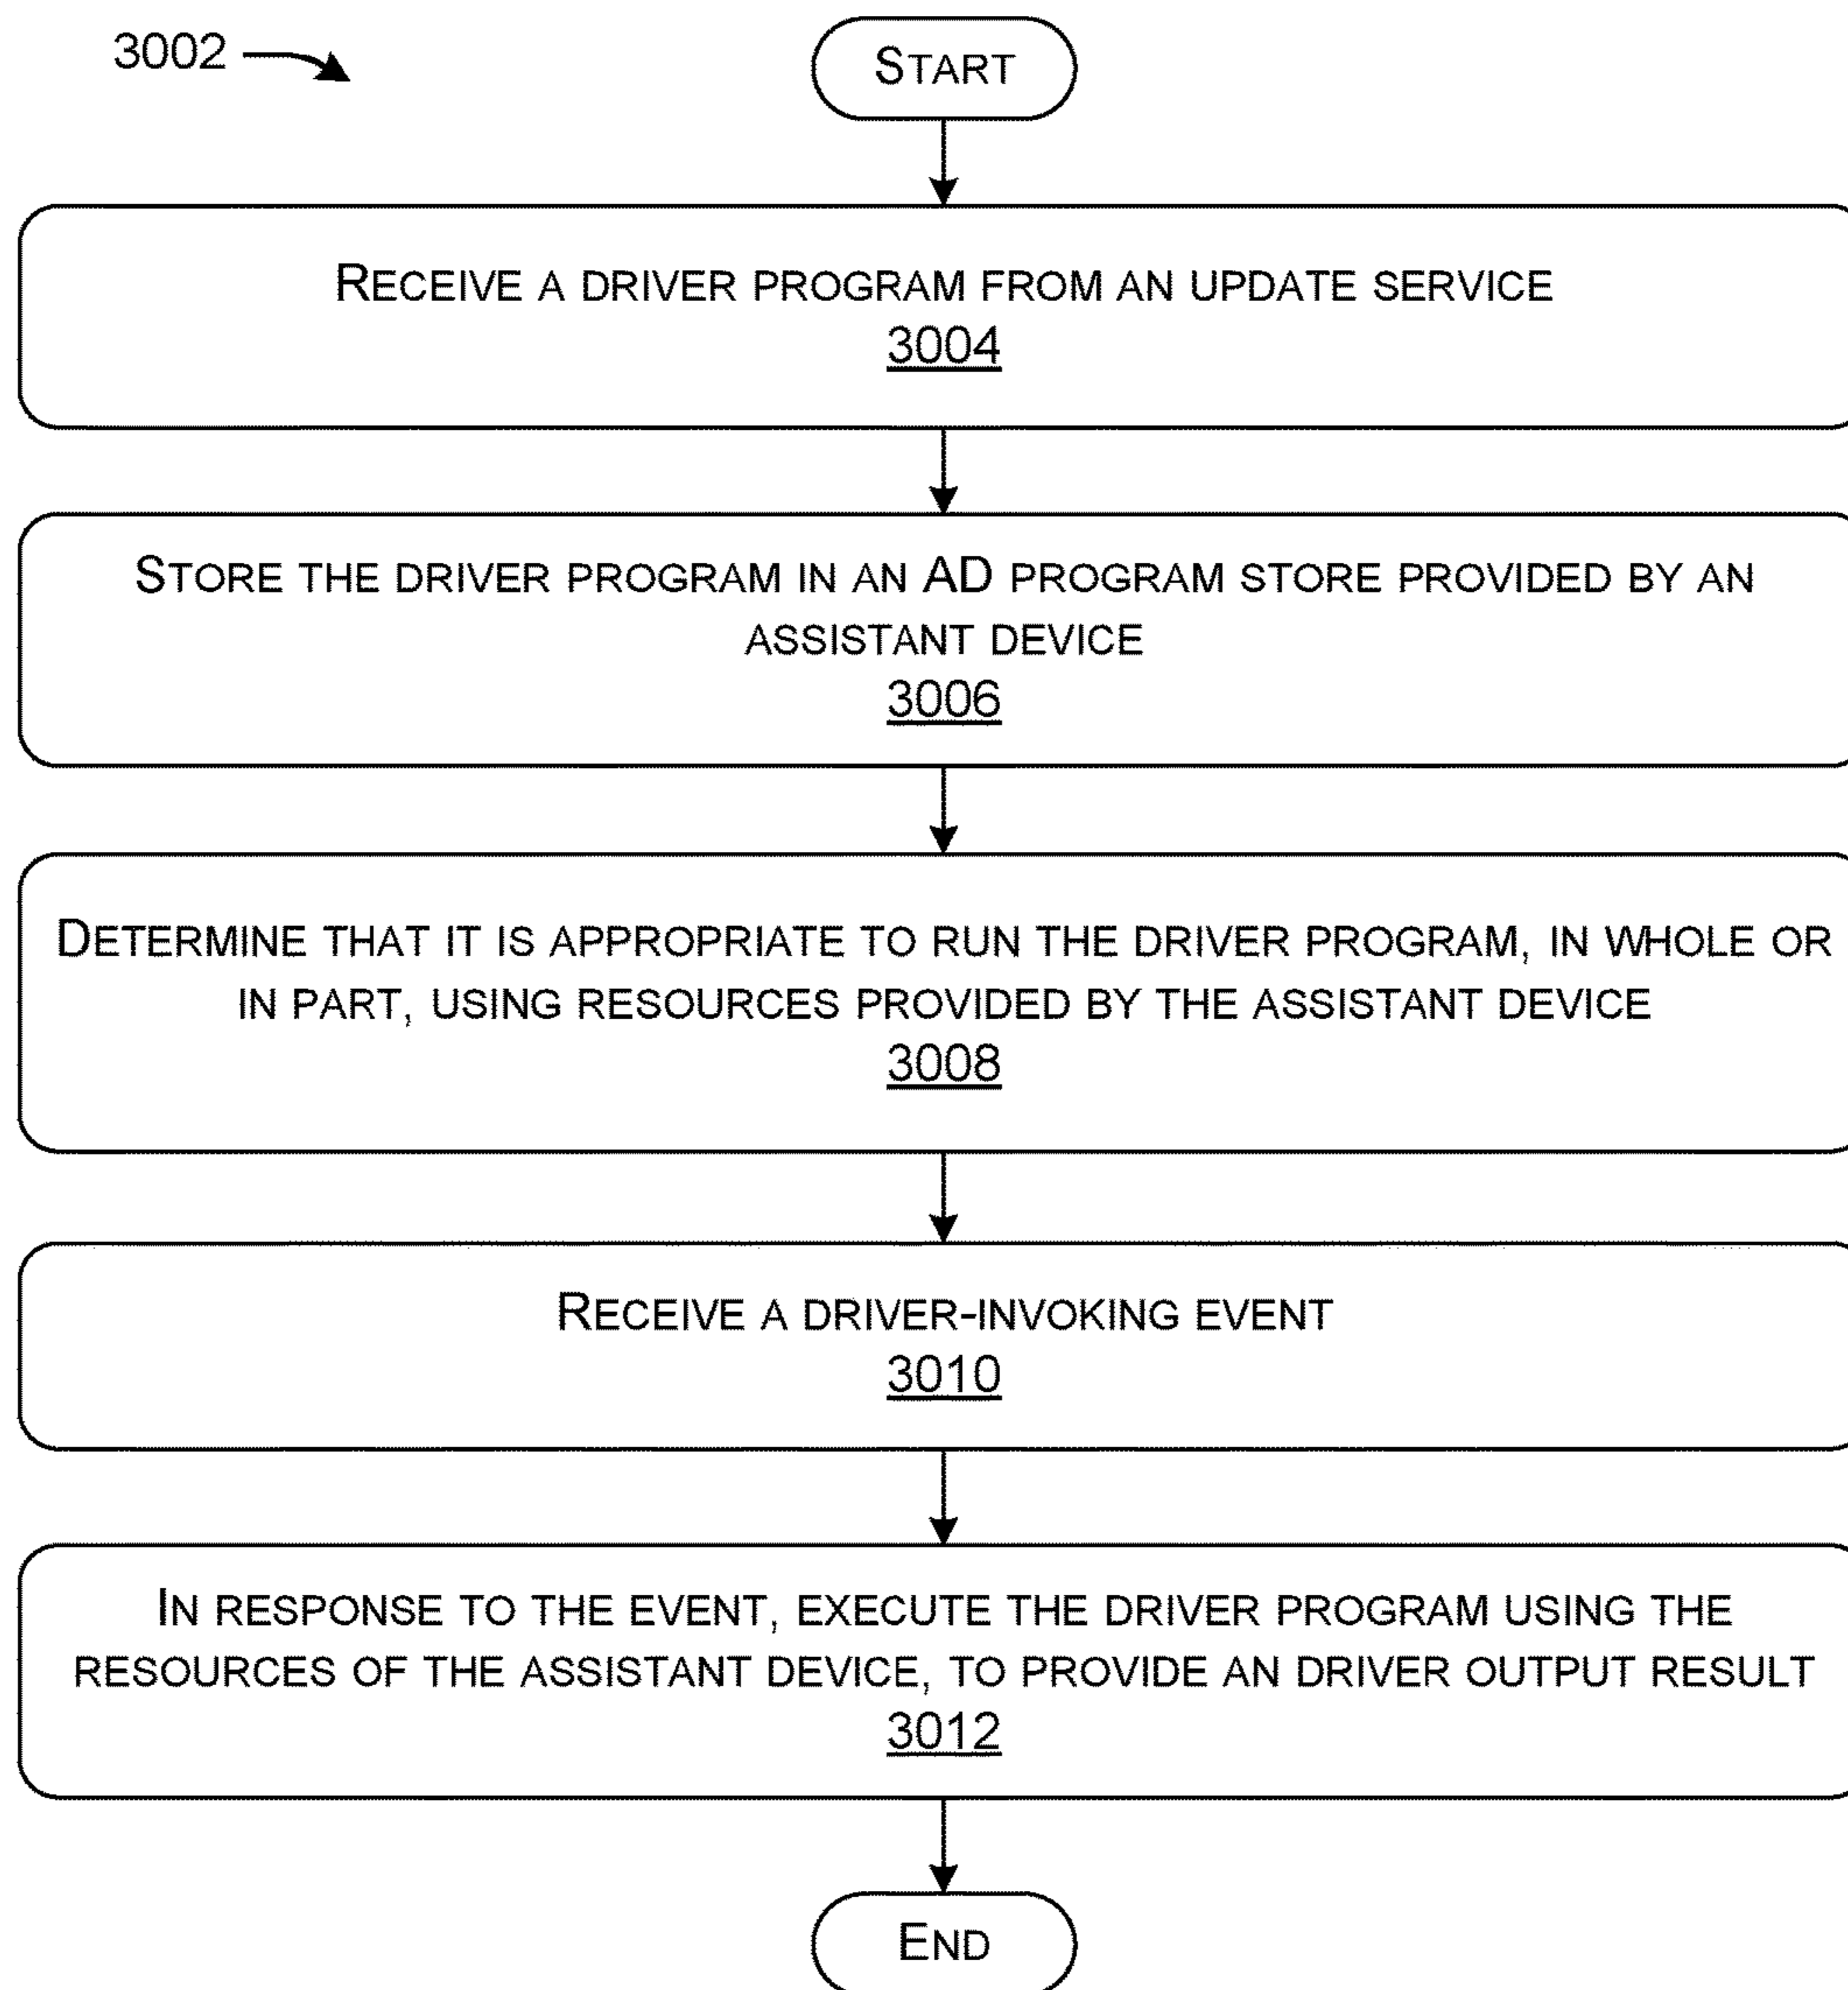 3002
START
RECEIVE A DRIVER PROGRAM FROM AN UPDATE SERVICE
3004
STORE THE DRIVER PROGRAM IN AN AD PROGRAM STORE PROVIDED BY AN
ASSISTANT DEVICE
3006
DETERMINE THAT IT IS APPROPRIATE TO RUN THE DRIVER PROGRAM, IN WHOLE OR
IN PART, USING RESOURCES PROVIDED BY THE ASSISTANT DEVICE
3008
RECEIVE A DRIVER-INVOKING EVENT
3010
IN RESPONSE TO THE EVENT, EXECUTE THE DRIVER PROGRAM USING THE
RESOURCES OF THE ASSISTANT DEVICE, TO PROVIDE AN DRIVER OUTPUT RESULT
3012
END